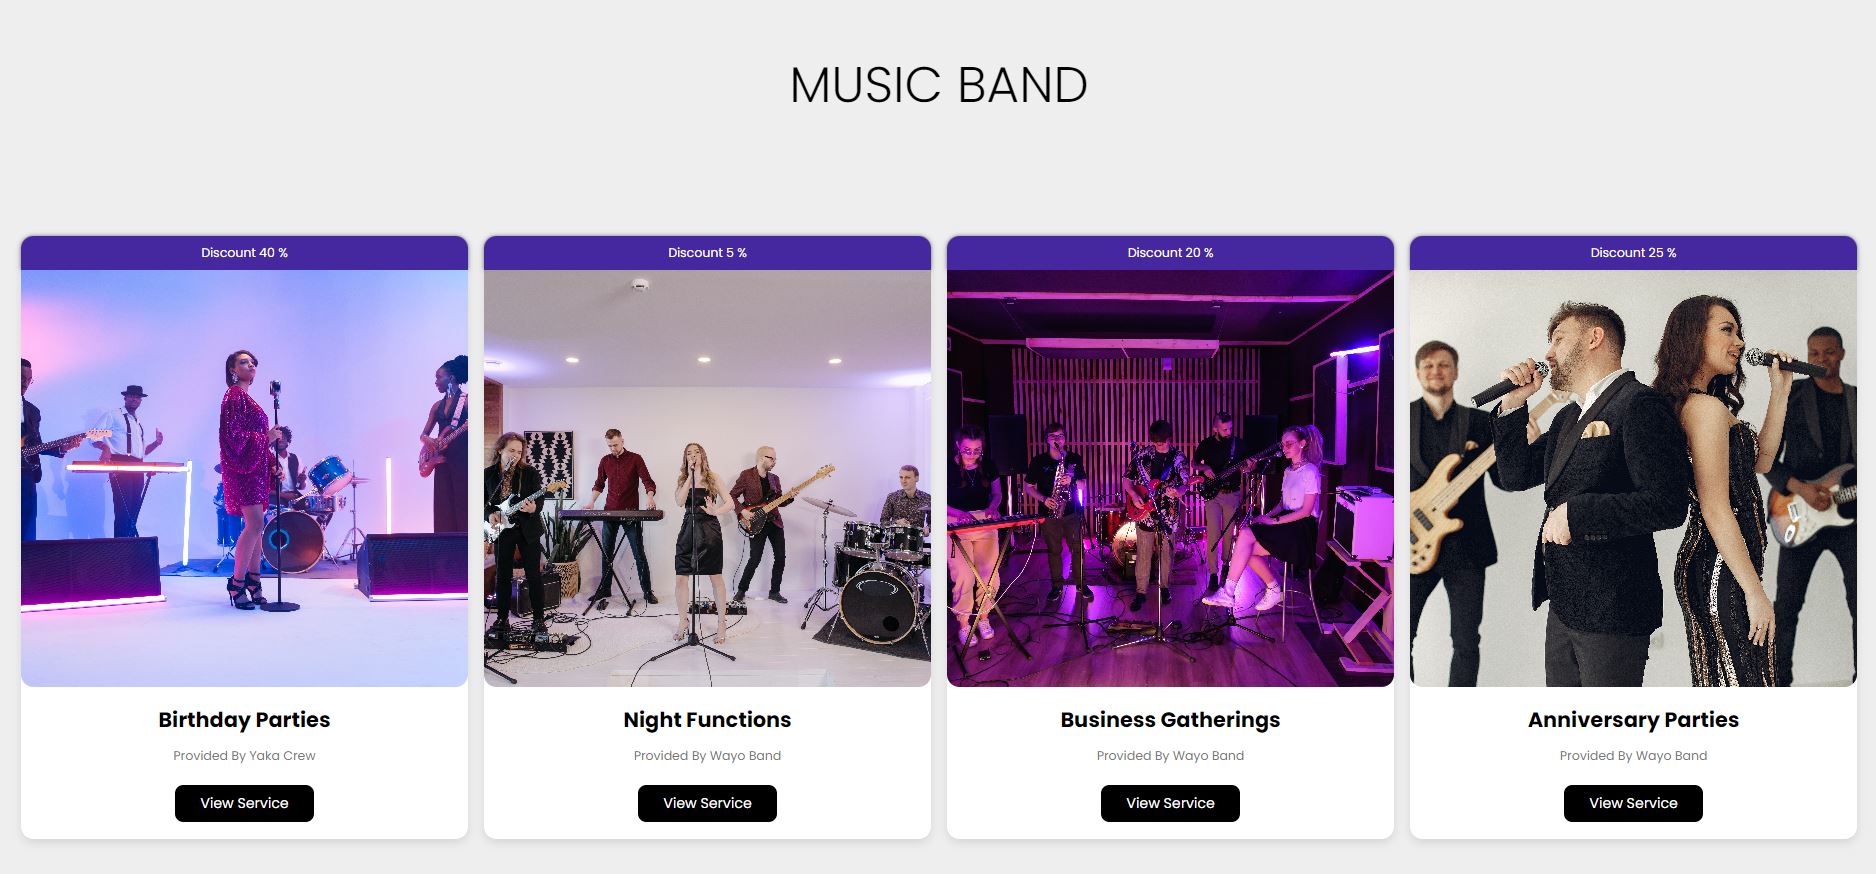 MUSIC BAND
Discount 40 %
Discount 5 %
Discount 20 %
Discount 25 %
Birthday Parties
Night Functions
Business Gatherings
Anniversary Parties
Provided By Yaka Crew
Provided By Wayo Band
Provided By Wayo Band
Provided By Wayo Band
View Service
View Service
View Service
View Service